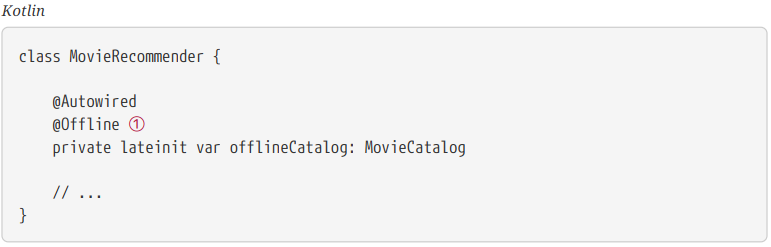 Kotlin
class MovieRecommender {
@Autowired
@Offline ①
private lateinit var offlineCatalog: MovieCatalog
// ...
}